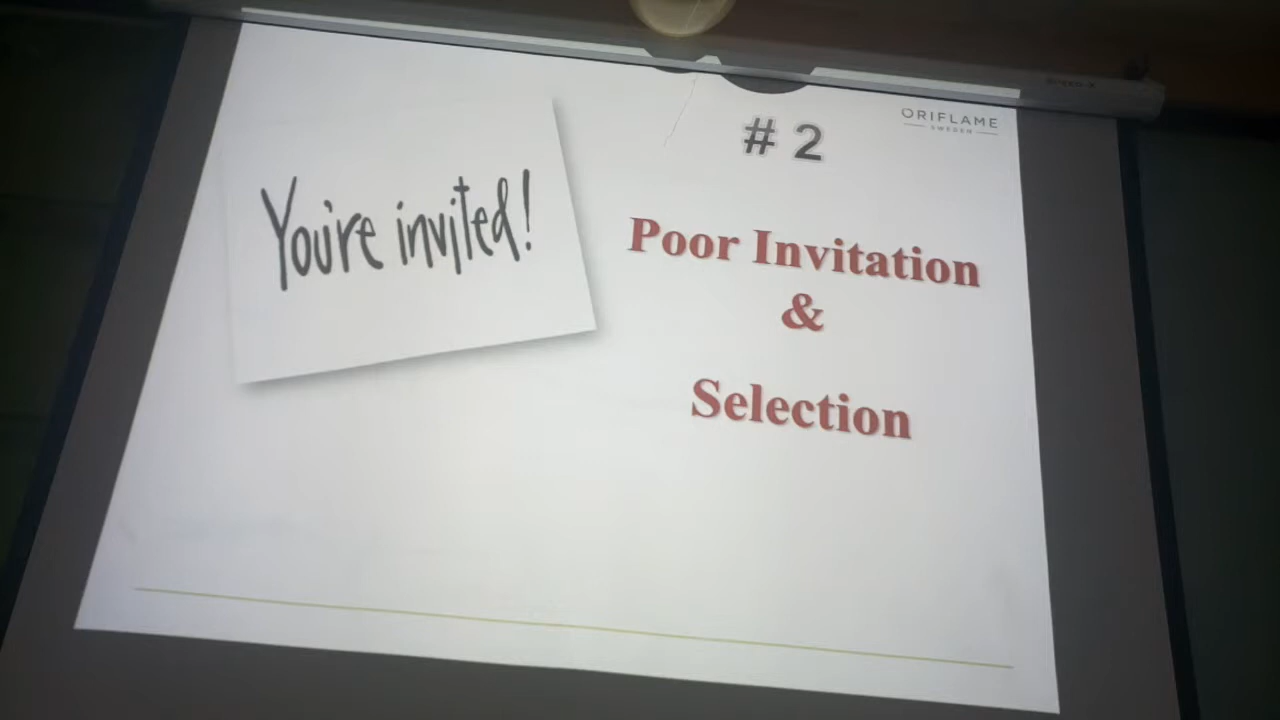 You're invited!
# 2
ORIFLAME
SWEDEN
Poor Invitation
&
Selection